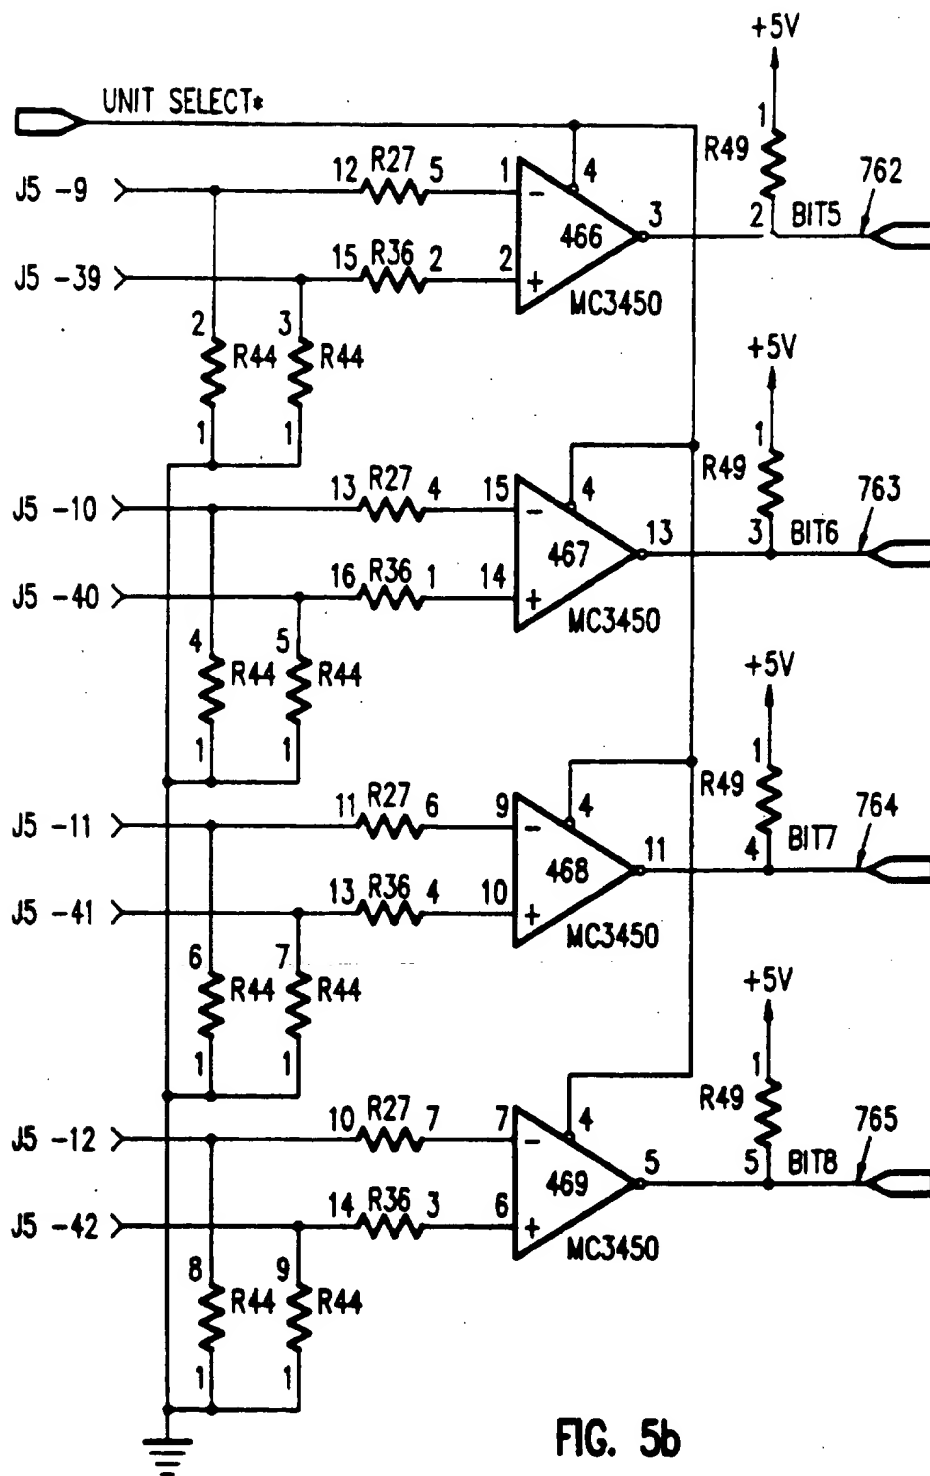 +5V
UNIT SELECT*
1
R49
J5 -9
12 R27 5
1
-
4
466
3
2
BIT5
762
J5 -39
15 R36 2
2
+
MC3450
2
R44
3
R44
1
1
+5V
1
R49
J5 -10
13 R27 4
15
-
4
467
13
3
BIT6
763
J5 -40
16 R36 1
14
+
MC3450
4
R44
5
R44
1
1
+5V
1
R49
J5 -11
11 R27 6
9
-
4
468
11
4
BIT7
764
J5 -41
13 R36 4
10
+
MC3450
6
R44
7
R44
1
1
+5V
1
R49
J5 -12
10 R27 7
7
-
4
469
5
5
BIT8
765
J5 -42
14 R36 3
6
+
MC3450
8
R44
9
R44
1
1
FIG. 5b